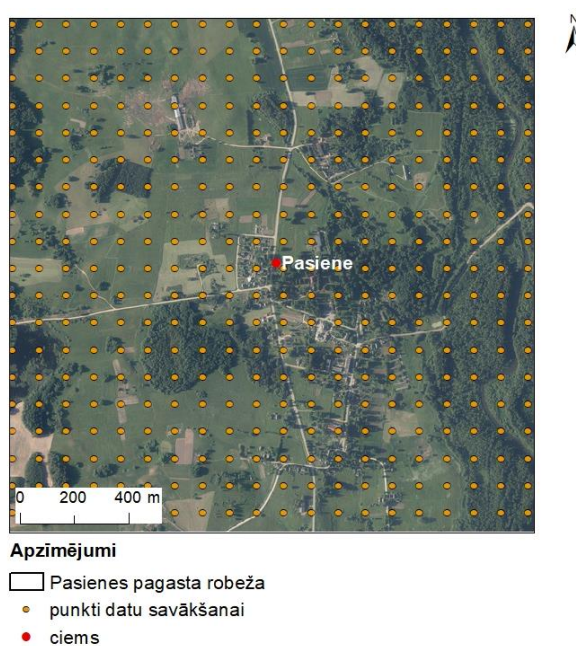 N
Pasiene
0 200 400 m
Apzīmējumi
Pasienes pagasta robeža
punkti datu savākšanai
ciems